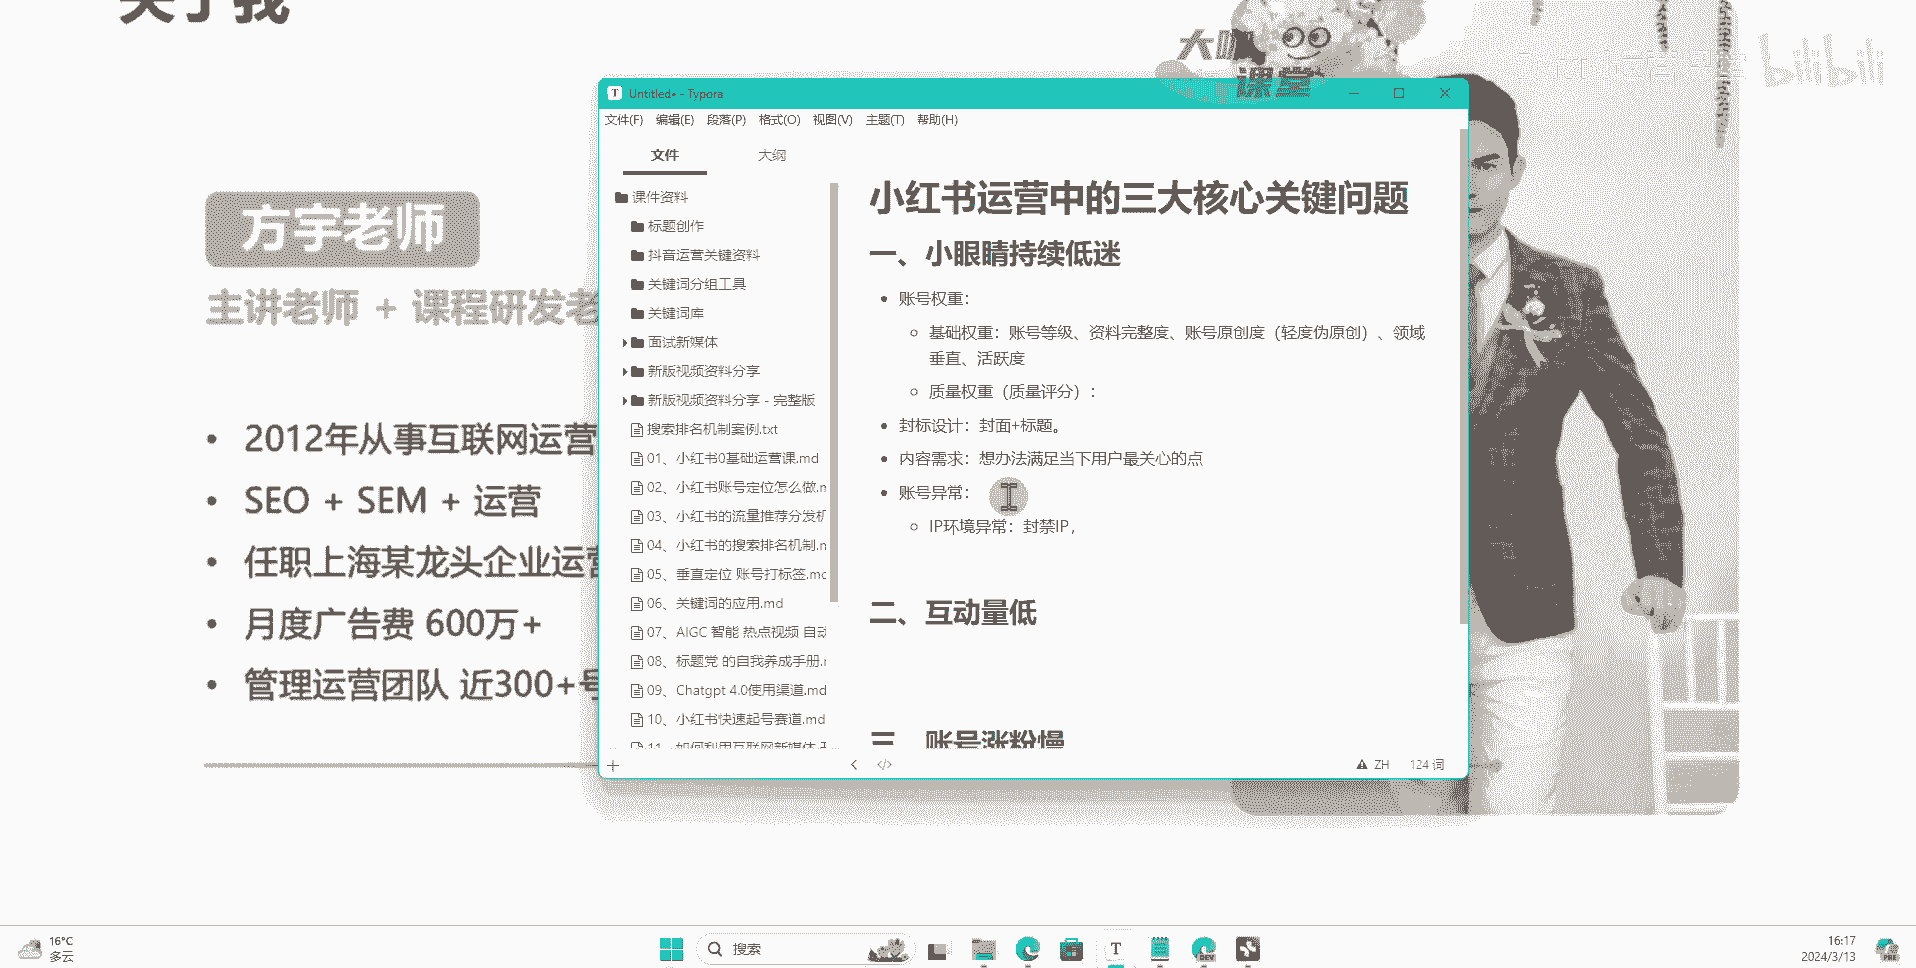 关于我
大咖
课堂
bilibili
方宇老师
主讲老师 + 课程研发老
2012年从事互联网运营
SEO + SEM + 运营
任职上海某龙头企业运营
月度广告费 600万+
管理运营团队 近300+号
Untitled• - Typora
文件(F) 编辑(E) 段落(P) 格式(O) 视图(V) 主题(T) 帮助(H)
文件 大纲
课件资料
标题创作
抖音运营关键资料
关键词分组工具
关键词库
面试新媒体
新版视频资料分享
新版视频资料分享 - 完整版
搜索排名机制案例.txt
01、小红书0基础运营课.md
02、小红书账号定位怎么做.m
03、小红书的流量推荐分发机
04、小红书的搜索排名机制.m
05、垂直定位 账号打标签.md
06、关键词的应用.md
07、AIGC 智能 热点视频 自动
08、标题党 的自我养成手册.m
09、Chatgpt 4.0使用渠道.md
10、小红书快速起号赛道.md
11、如何利用互联网新媒体
小红书运营中的三大核心关键问题
一、小眼睛持续低迷
账号权重：
基础权重：账号等级、资料完整度、账号原创度（轻度伪原创）、领域
垂直、活跃度
质量权重（质量评分）：
封标设计：封面+标题。
内容需求：想办法满足当下用户最关心的点
账号异常：
IP环境异常：封禁IP，
二、互动量低
三、账号涨粉慢
ZH 124 词
16°C
多云
搜索
T
DEV
16:17
2024/3/13
PRE